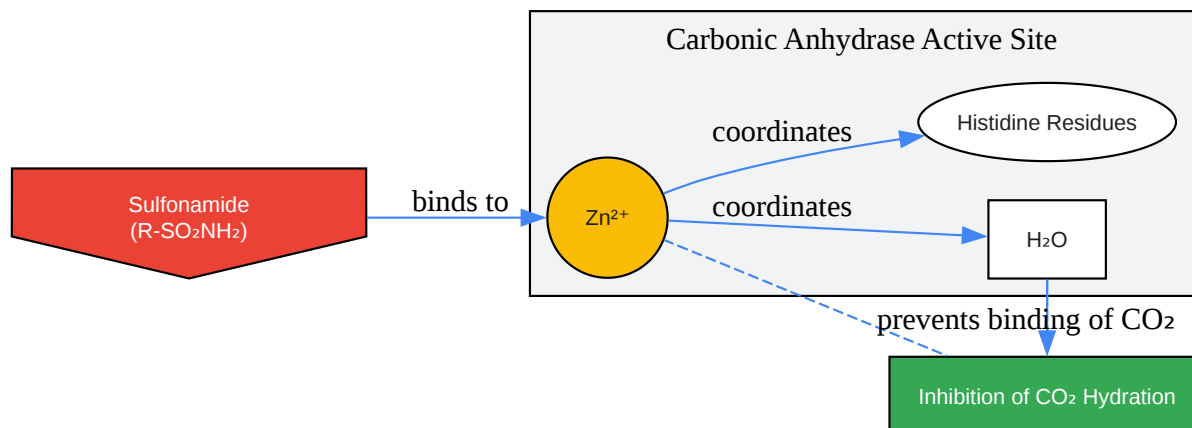 Carbonic Anhydrase Active Site
Histidine Residues
coordinates
Sulfonamide
(R-SO₂NH₂)
binds to
Zn²⁺
coordinates
H₂O
prevents binding of CO₂
Inhibition of CO₂ Hydration